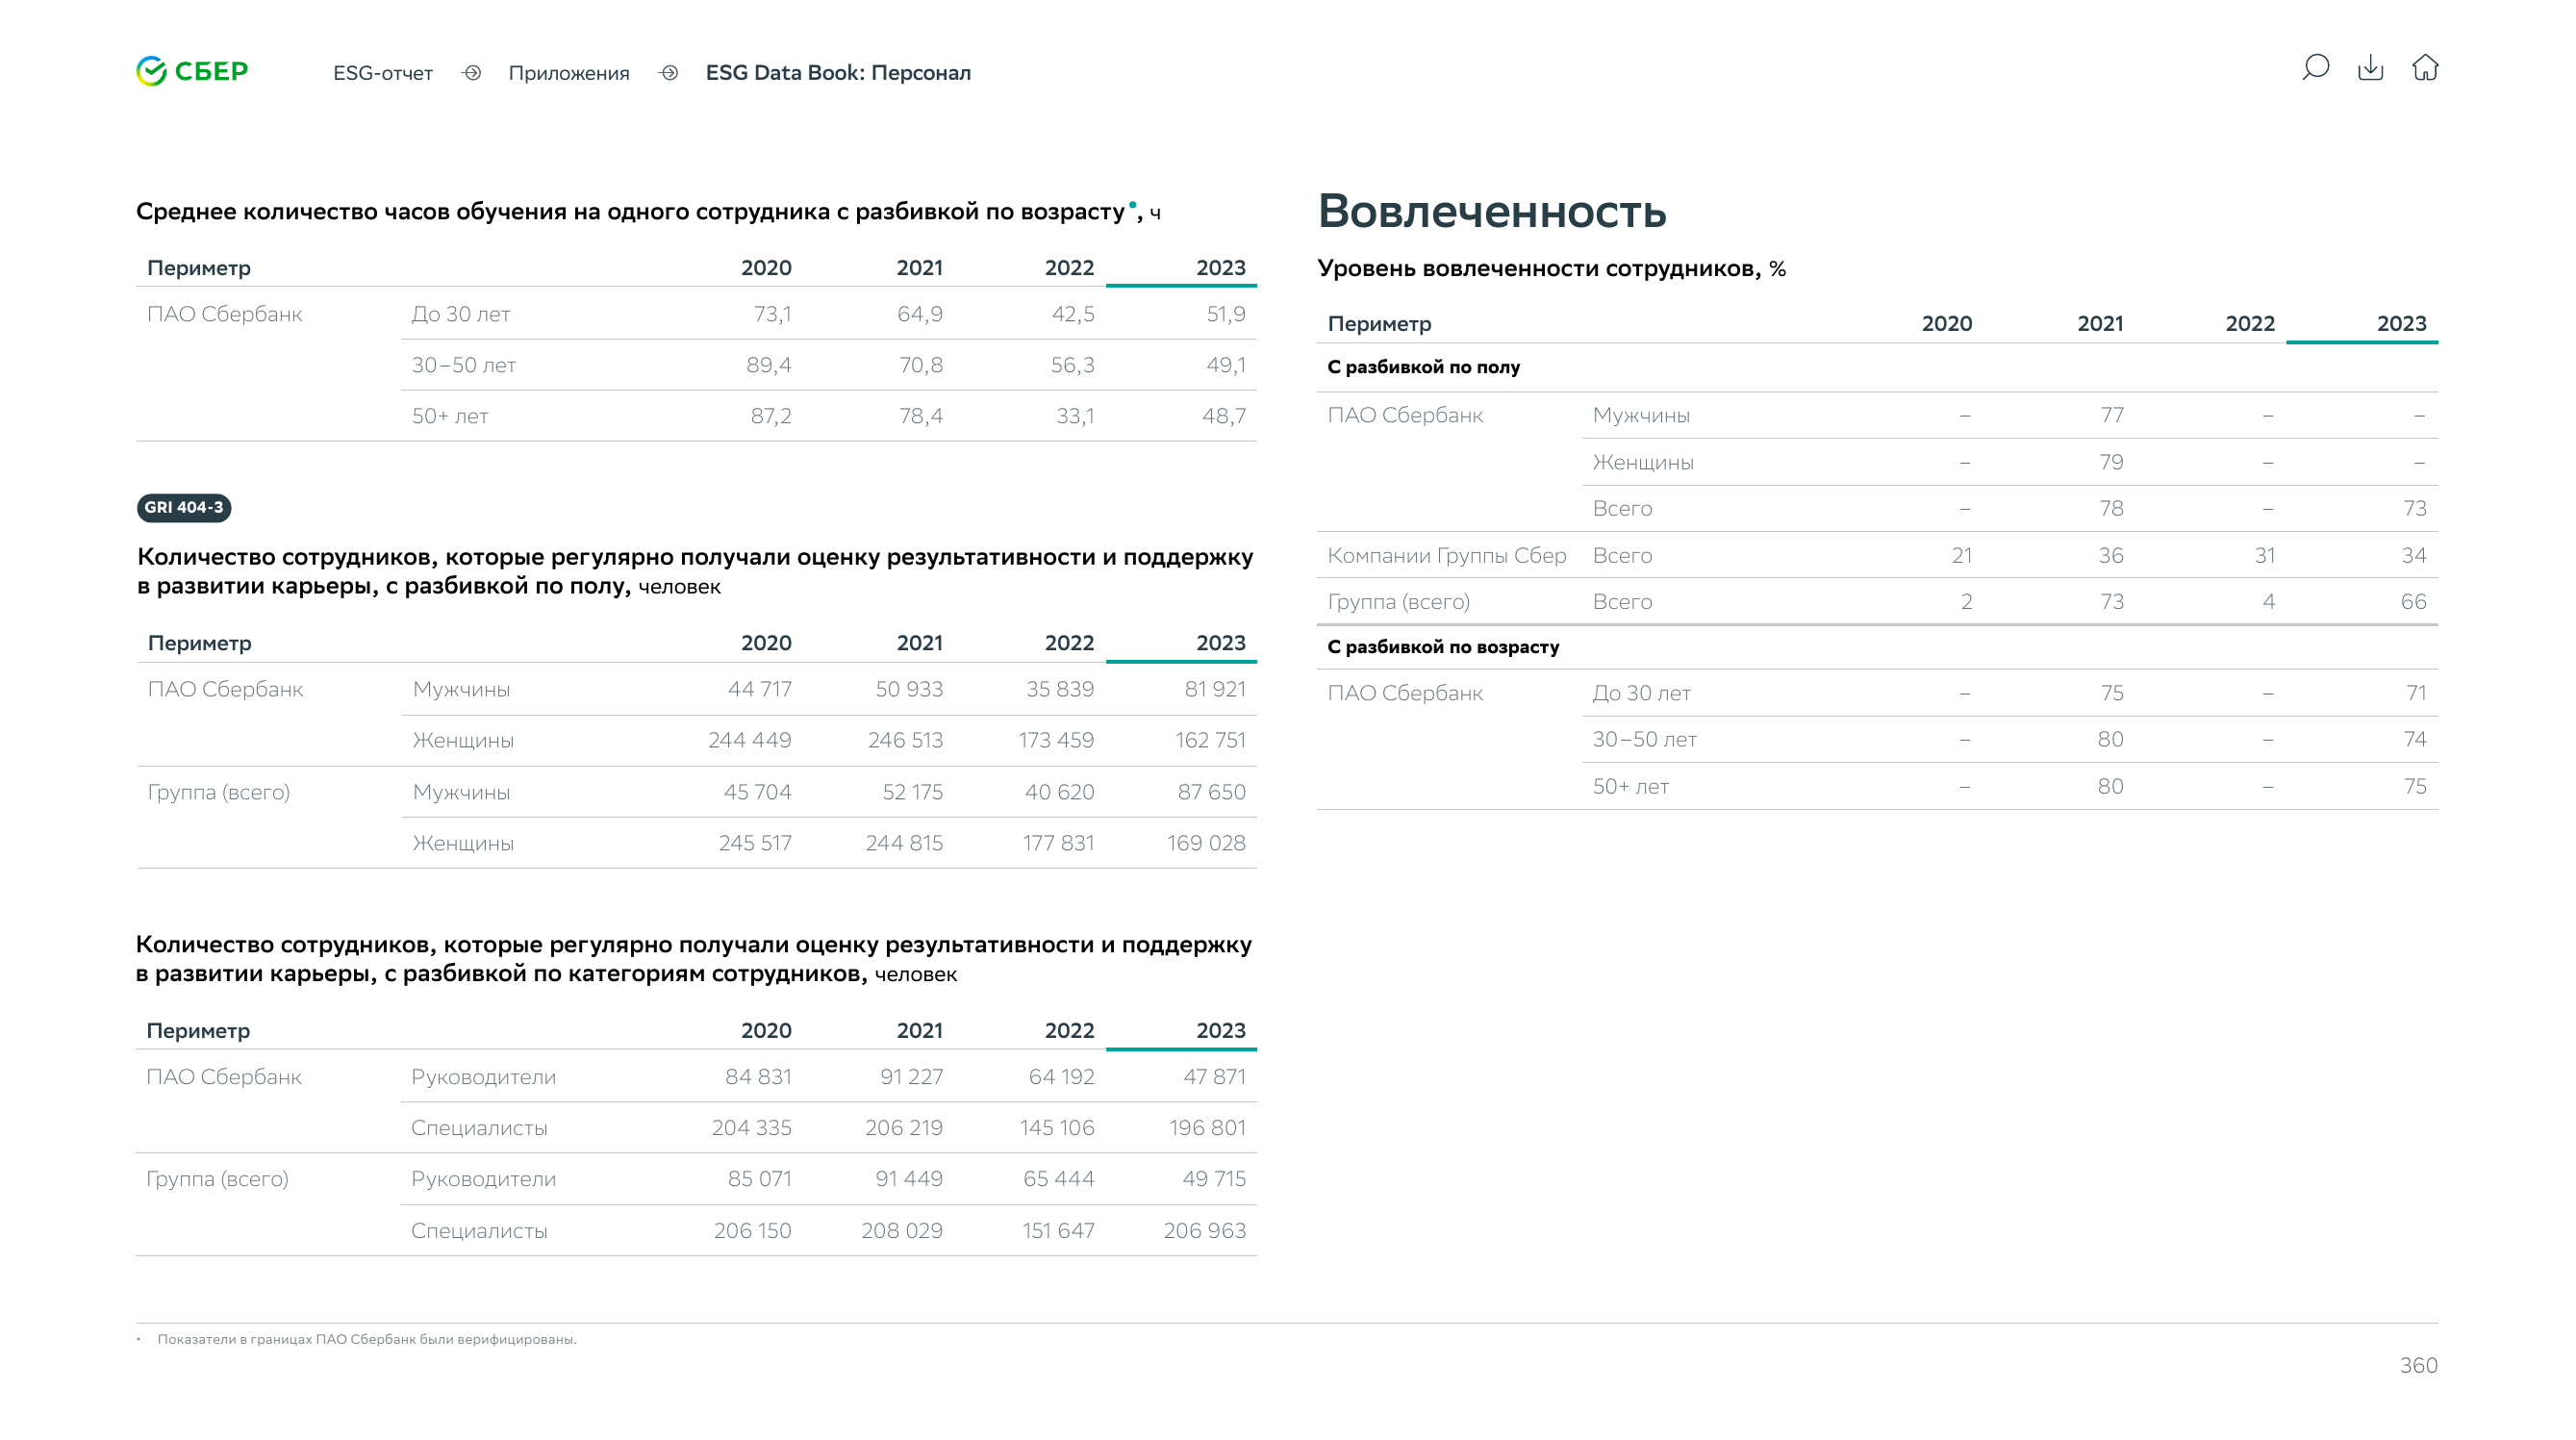 СБЕР ESG-отчет Приложения ESG Data Book: Персонал
Среднее количество часов обучения на одного сотрудника с разбивкой по возрасту•, ч
Периметр 2020 2021 2022 2023
ПАО Сбербанк До 30 лет 73,1 64,9 42,5 51,9
30–50 лет 89,4 70,8 56,3 49,1
50+ лет 87,2 78,4 33,1 48,7
GRI 404-3
Количество сотрудников, которые регулярно получали оценку результативности и поддержку
в развитии карьеры, с разбивкой по полу, человек
Периметр 2020 2021 2022 2023
ПАО Сбербанк Мужчины 44 717 50 933 35 839 81 921
Женщины 244 449 246 513 173 459 162 751
Группа (всего) Мужчины 45 704 52 175 40 620 87 650
Женщины 245 517 244 815 177 831 169 028
Количество сотрудников, которые регулярно получали оценку результативности и поддержку
в развитии карьеры, с разбивкой по категориям сотрудников, человек
Периметр 2020 2021 2022 2023
ПАО Сбербанк Руководители 84 831 91 227 64 192 47 871
Специалисты 204 335 206 219 145 106 196 801
Группа (всего) Руководители 85 071 91 449 65 444 49 715
Специалисты 206 150 208 029 151 647 206 963
Вовлеченность
Уровень вовлеченности сотрудников, %
Периметр 2020 2021 2022 2023
С разбивкой по полу
ПАО Сбербанк Мужчины – 77 – –
Женщины – 79 – –
Всего – 78 – 73
Компании Группы Сбер Всего 21 36 31 34
Группа (всего) Всего 2 73 4 66
С разбивкой по возрасту
ПАО Сбербанк До 30 лет – 75 – 71
30–50 лет – 80 – 74
50+ лет – 80 – 75
• Показатели в границах ПАО Сбербанк были верифицированы.
360